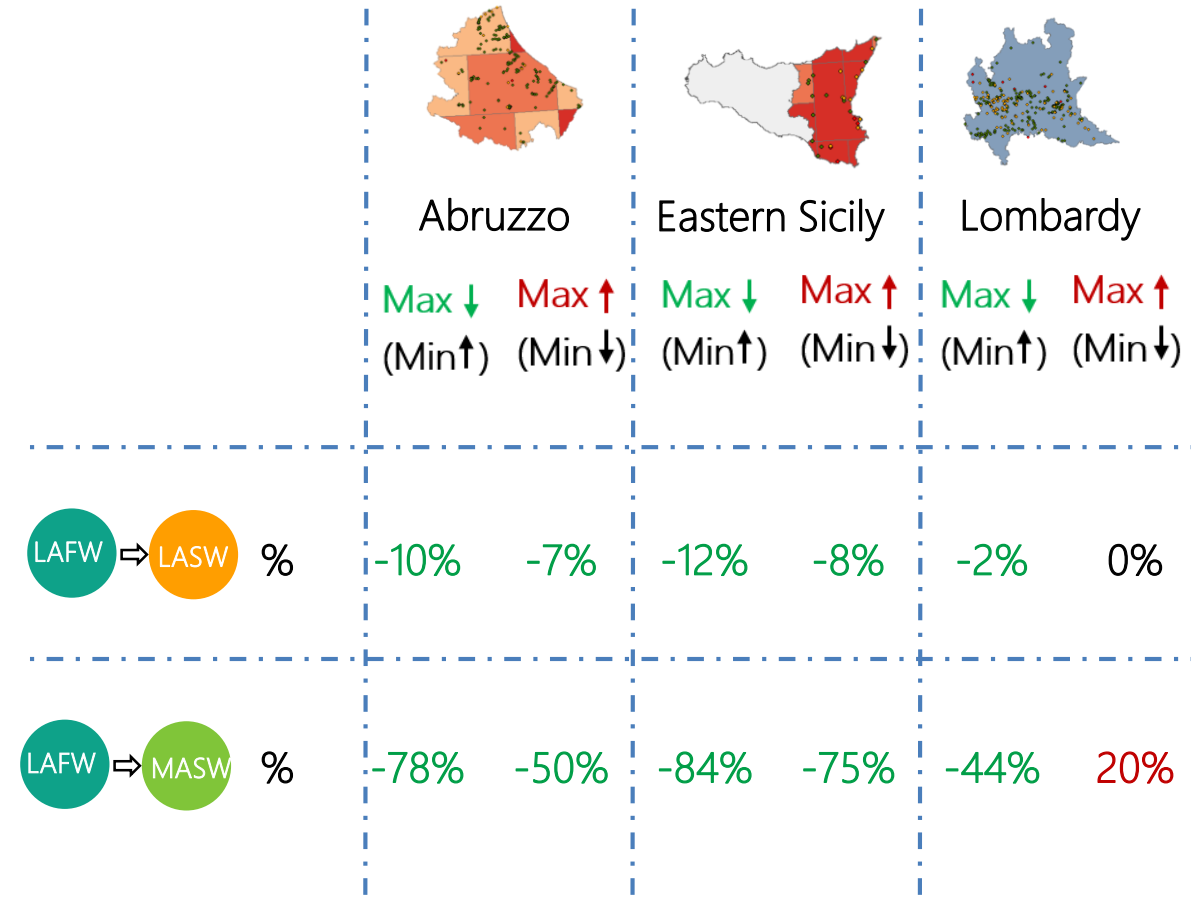 Abruzzo Eastern Sicily Lombardy
Max ↓ Max ↑ Max ↓ Max ↑ Max ↓ Max ↑
(Min↑) (Min↓) (Min↑) (Min↓) (Min↑) (Min↓)
LAFW ⇨ LASW % -10% -7% -12% -8% -2% 0%
LAFW ⇨ MASW % -78% -50% -84% -75% -44% 20%